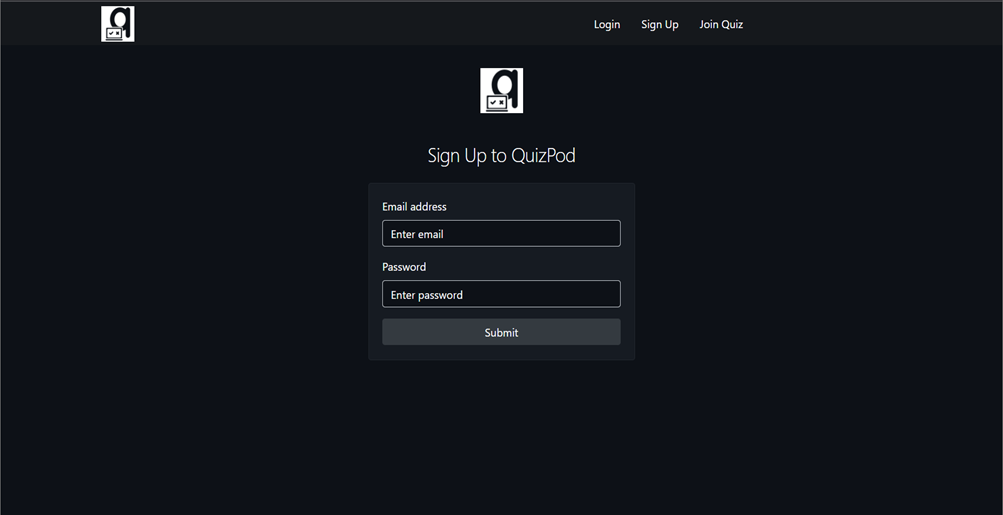 Login Sign Up Join Quiz
Sign Up to QuizPod
Email address
Enter email
Password
Enter password
Submit